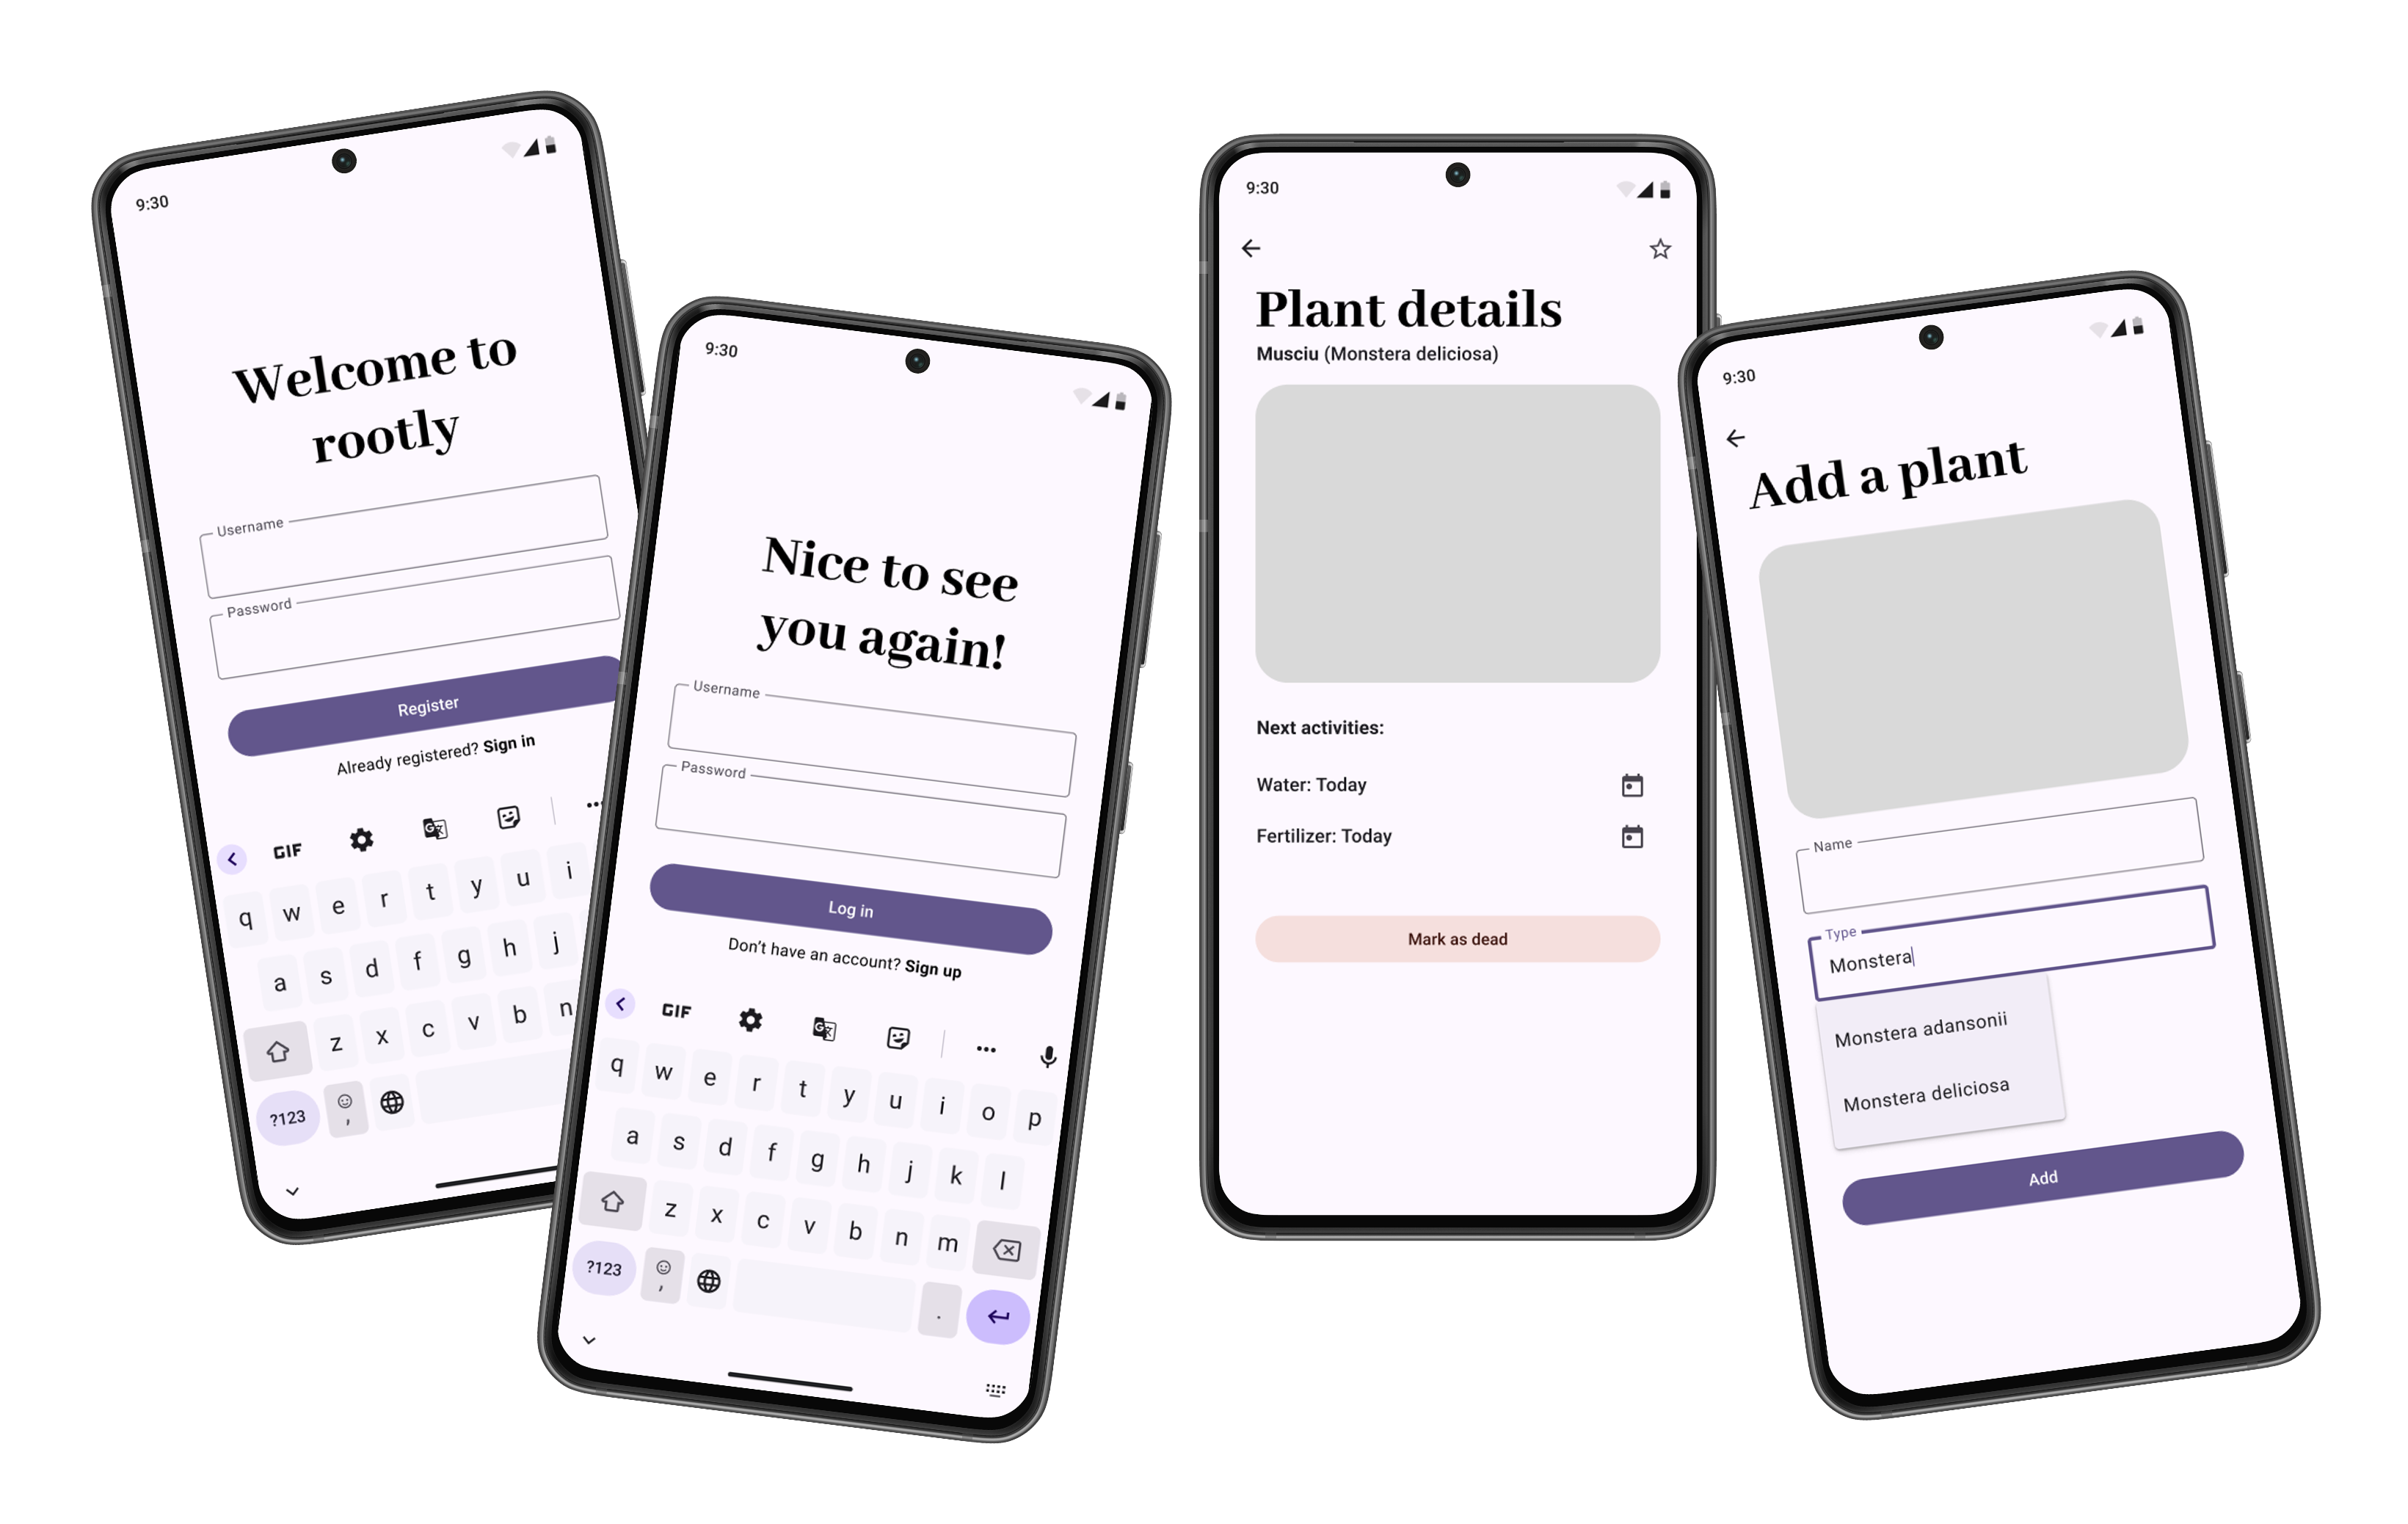 9:30
Welcome to
rootly
Username
Password
Register
Already registered? Sign in
GIF
q w e r t y u i
a s d f g h j
z x c v b n
?123 ,
9:30
Nice to see
you again!
Username
Password
Log in
Don't have an account? Sign up
GIF
q w e r t y u i o p
a s d f g h j k l
z x c v b n m
?123 , .
9:30
Plant details
Musciu (Monstera deliciosa)
Next activities:
Water: Today
Fertilizer: Today
Mark as dead
9:30
Add a plant
Name
Type
Monstera
Monstera adansonii
Monstera deliciosa
Add